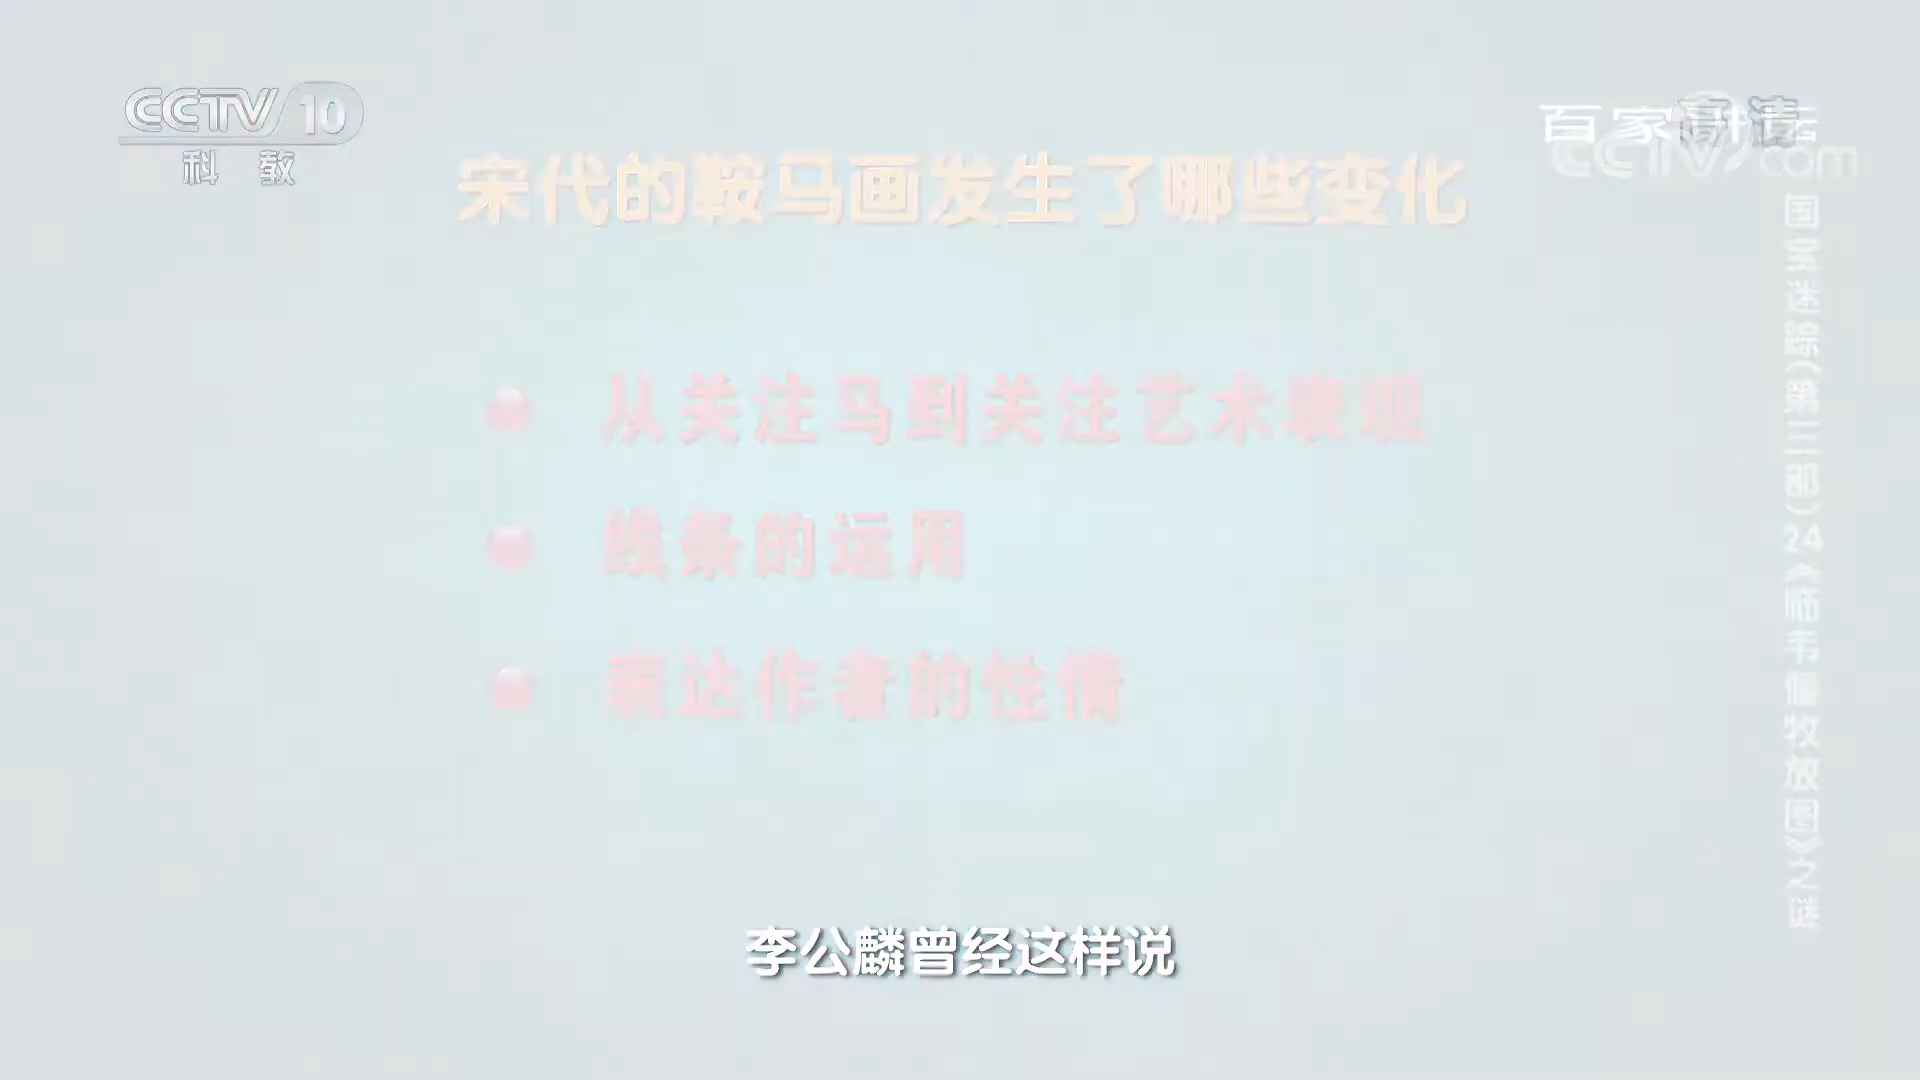 CCTV 10
科 教
百家
高清
CCTV.com
宋代的鞍马画发生了哪些变化
从关注马到关注艺术表现
线条的运用
表达作者的性情
国宝迷踪（第三部）24《临韦偃牧放图》之谜
李公麟曾经这样说